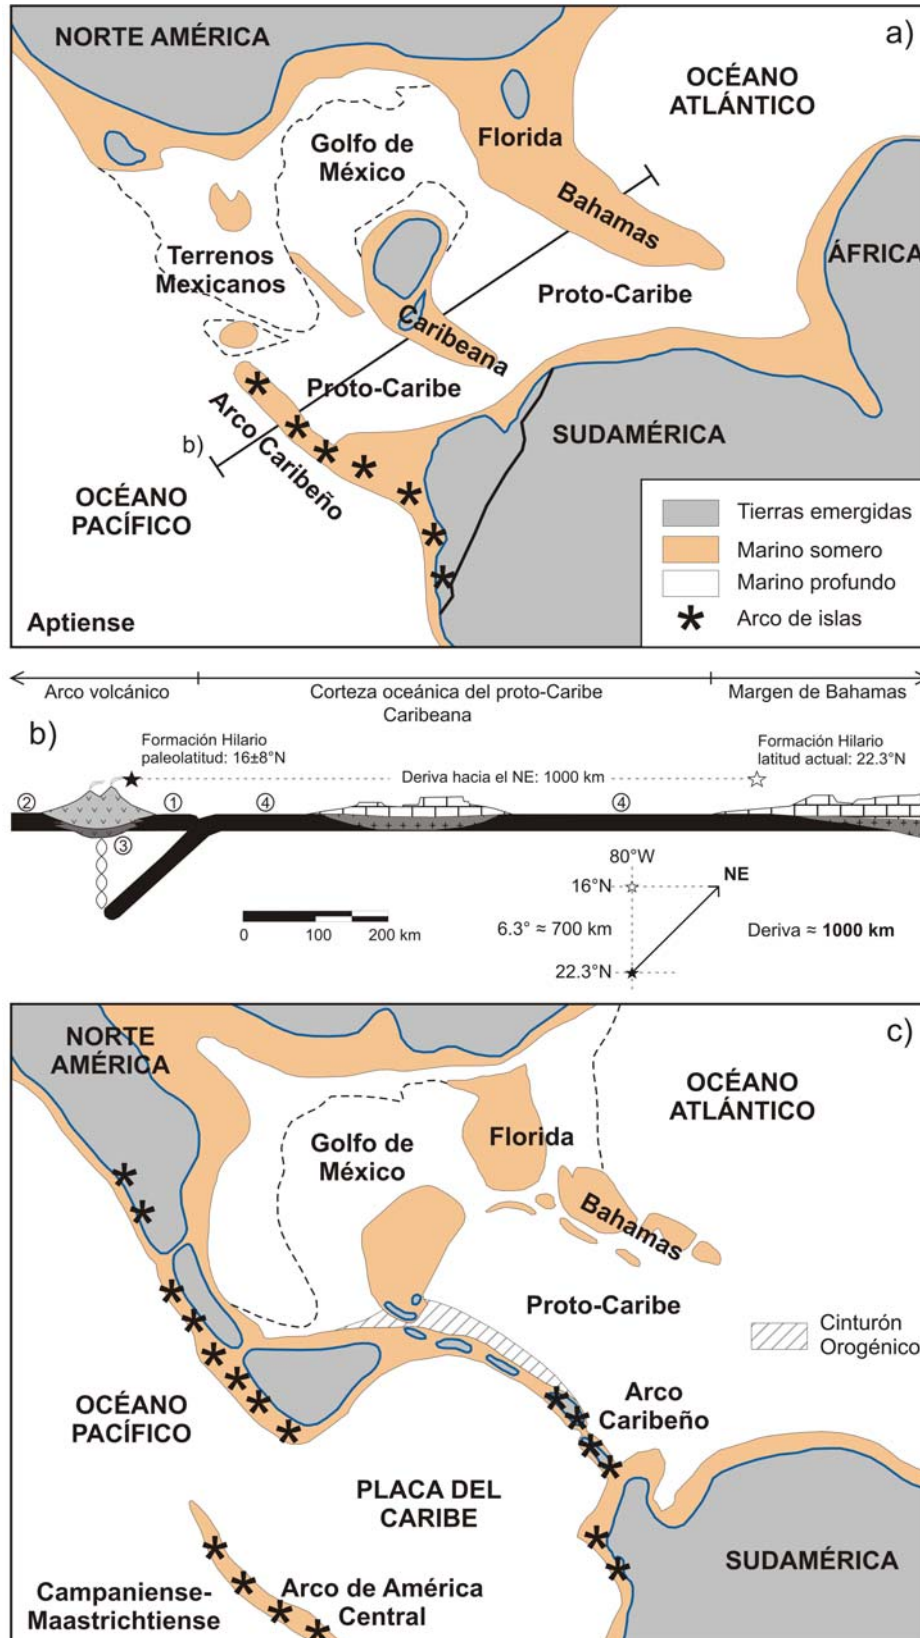 a)
NORTE AMÉRICA
OCÉANO
ATLÁNTICO
Golfo de
México
Florida
Bahamas
ÁFRICA
Terrenos
Mexicanos
Proto-Caribe
Caribeana
Proto-Caribe
Arco Caribeño
SUDAMÉRICA
b)
OCÉANO
PACÍFICO
Tierras emergidas
Marino somero
Marino profundo
Arco de islas
Aptiense
Arco volcánico
Corteza oceánica del proto-Caribe
Caribeana
Margen de Bahamas
b)
Formación Hilario
paleolatitud: 16±8°N
Deriva hacia el NE: 1000 km
Formación Hilario
latitud actual: 22.3°N
② ① ④ ④
③
80°W
16°N
NE
6.3° ≈ 700 km
Deriva ≈ 1000 km
22.3°N
0 100 200 km
c)
NORTE
AMÉRICA
OCÉANO
ATLÁNTICO
Golfo de
México
Florida
Bahamas
Proto-Caribe
Cinturón
Orogénico
Arco
Caribeño
OCÉANO
PACÍFICO
PLACA DEL
CARIBE
SUDAMÉRICA
Campaniense-
Maastrichtiense
Arco de América
Central